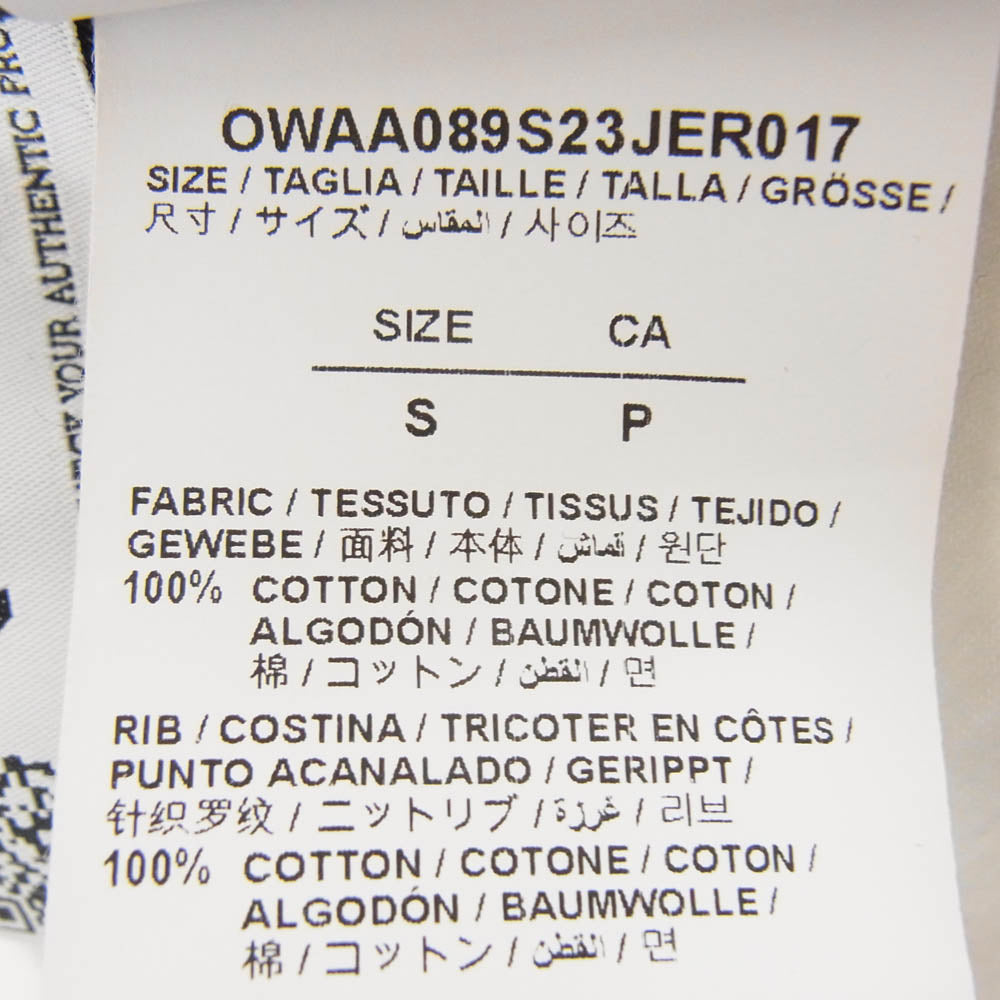 OWAA089S23JER017
SIZE / TAGLIA / TAILLE / TALLA / GRÖSSE /
尺寸 / サイズ / المقاس / 사이즈
SIZE CA
S P
FABRIC / TESSUTO / TISSUS / TEJIDO /
GEWEBE / 面料 / 本体 / قماش / 원단
100% COTTON / COTONE / COTON /
ALGODÓN / BAUMWOLLE /
棉 / コットン / القطن / 면
RIB / COSTINA / TRICOTER EN CÔTES /
PUNTO ACANALADO / GERIPPT /
针织罗纹 / ニットリブ / غرزة / 리브
100% COTTON / COTONE / COTON /
ALGODÓN / BAUMWOLLE /
棉 / コットン / القطن / 면
YOUR AUTHENTIC